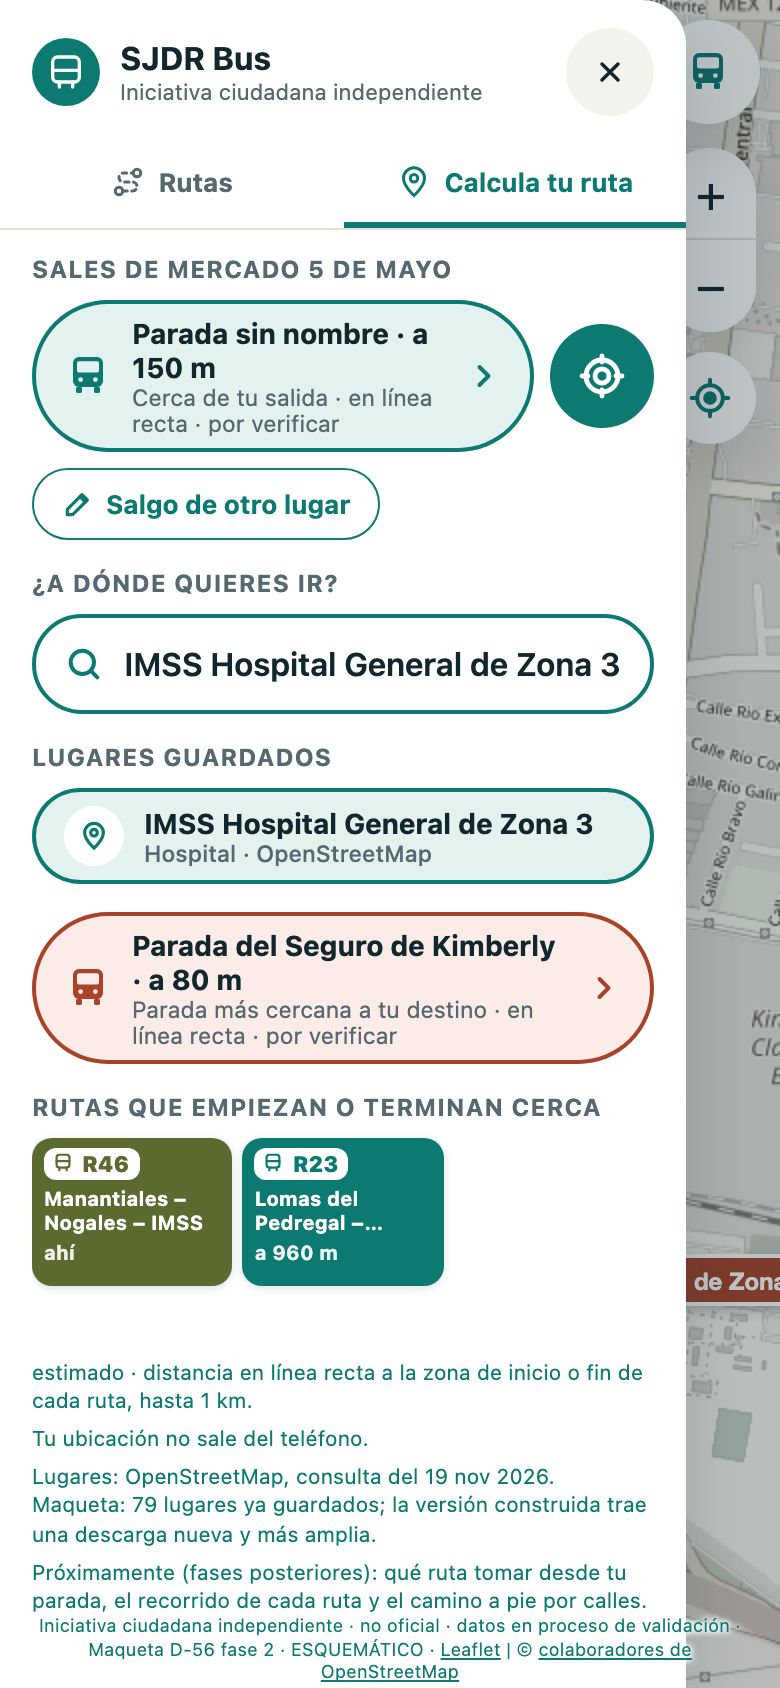 SJDR Bus
Iniciativa ciudadana independiente
Rutas
Calcula tu ruta
SALES DE MERCADO 5 DE MAYO
Parada sin nombre · a
150 m
Cerca de tu salida · en línea
recta · por verificar
Salgo de otro lugar
¿A DÓNDE QUIERES IR?
IMSS Hospital General de Zona 3
LUGARES GUARDADOS
IMSS Hospital General de Zona 3
Hospital · OpenStreetMap
Parada del Seguro de Kimberly
· a 80 m
Parada más cercana a tu destino · en
línea recta · por verificar
RUTAS QUE EMPIEZAN O TERMINAN CERCA
R46
Manantiales –
Nogales – IMSS
ahí
R23
Lomas del
Pedregal –...
a 960 m
estimado · distancia en línea recta a la zona de inicio o fin de
cada ruta, hasta 1 km.
Tu ubicación no sale del teléfono.
Lugares: OpenStreetMap, consulta del 19 nov 2026.
Maqueta: 79 lugares ya guardados; la versión construida trae
una descarga nueva y más amplia.
Próximamente (fases posteriores): qué ruta tomar desde tu
parada, el recorrido de cada ruta y el camino a pie por calles.
Iniciativa ciudadana independiente · no oficial · datos en proceso de validación ·
Maqueta D-56 fase 2 · ESQUEMÁTICO · Leaflet | © colaboradores de
OpenStreetMap
MEX
+
−
Calle Río
Calle Río
Calle Río
Calle Río Bravo
de Zona